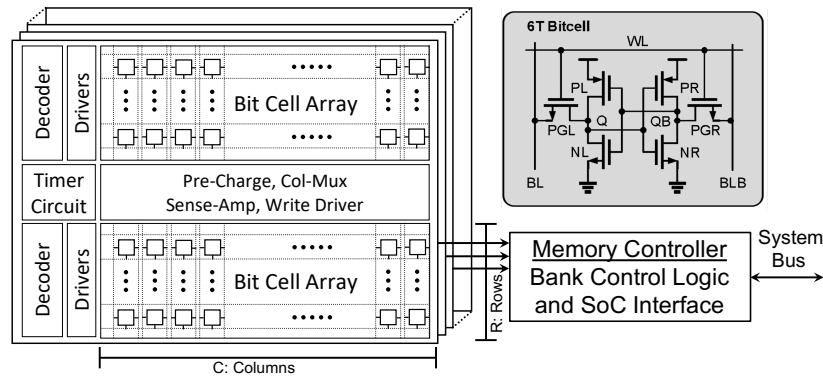 Decoder
Drivers
Bit Cell Array
Timer
Circuit
Pre-Charge, Col-Mux
Sense-Amp, Write Driver
Decoder
Drivers
Bit Cell Array
C: Columns
R: Rows
6T Bitcell
WL
PL
PR
Q
QB
PGL
PGR
NL
NR
BL
BLB
Memory Controller
Bank Control Logic
and SoC Interface
System
Bus